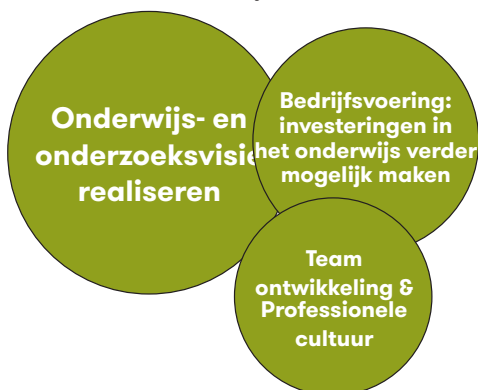 Onderwijs- en
onderzoeksvisie
realiseren
Bedrijfsvoering:
investeringen in
het onderwijs verder
mogelijk maken
Team
ontwikkeling &
Professionele
cultuur